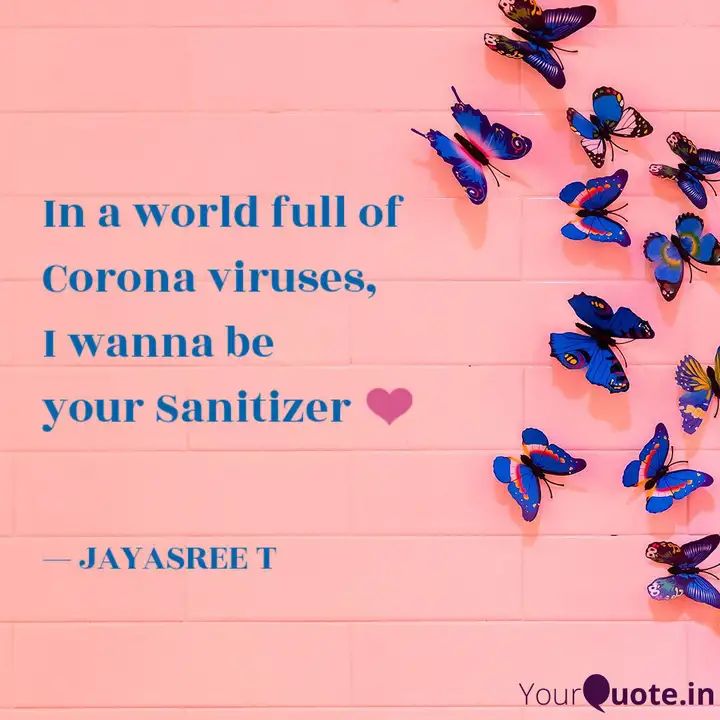 In a world full of
Corona viruses,
I wanna be
your Sanitizer ❤
— JAYASREE T
YourQuote.in